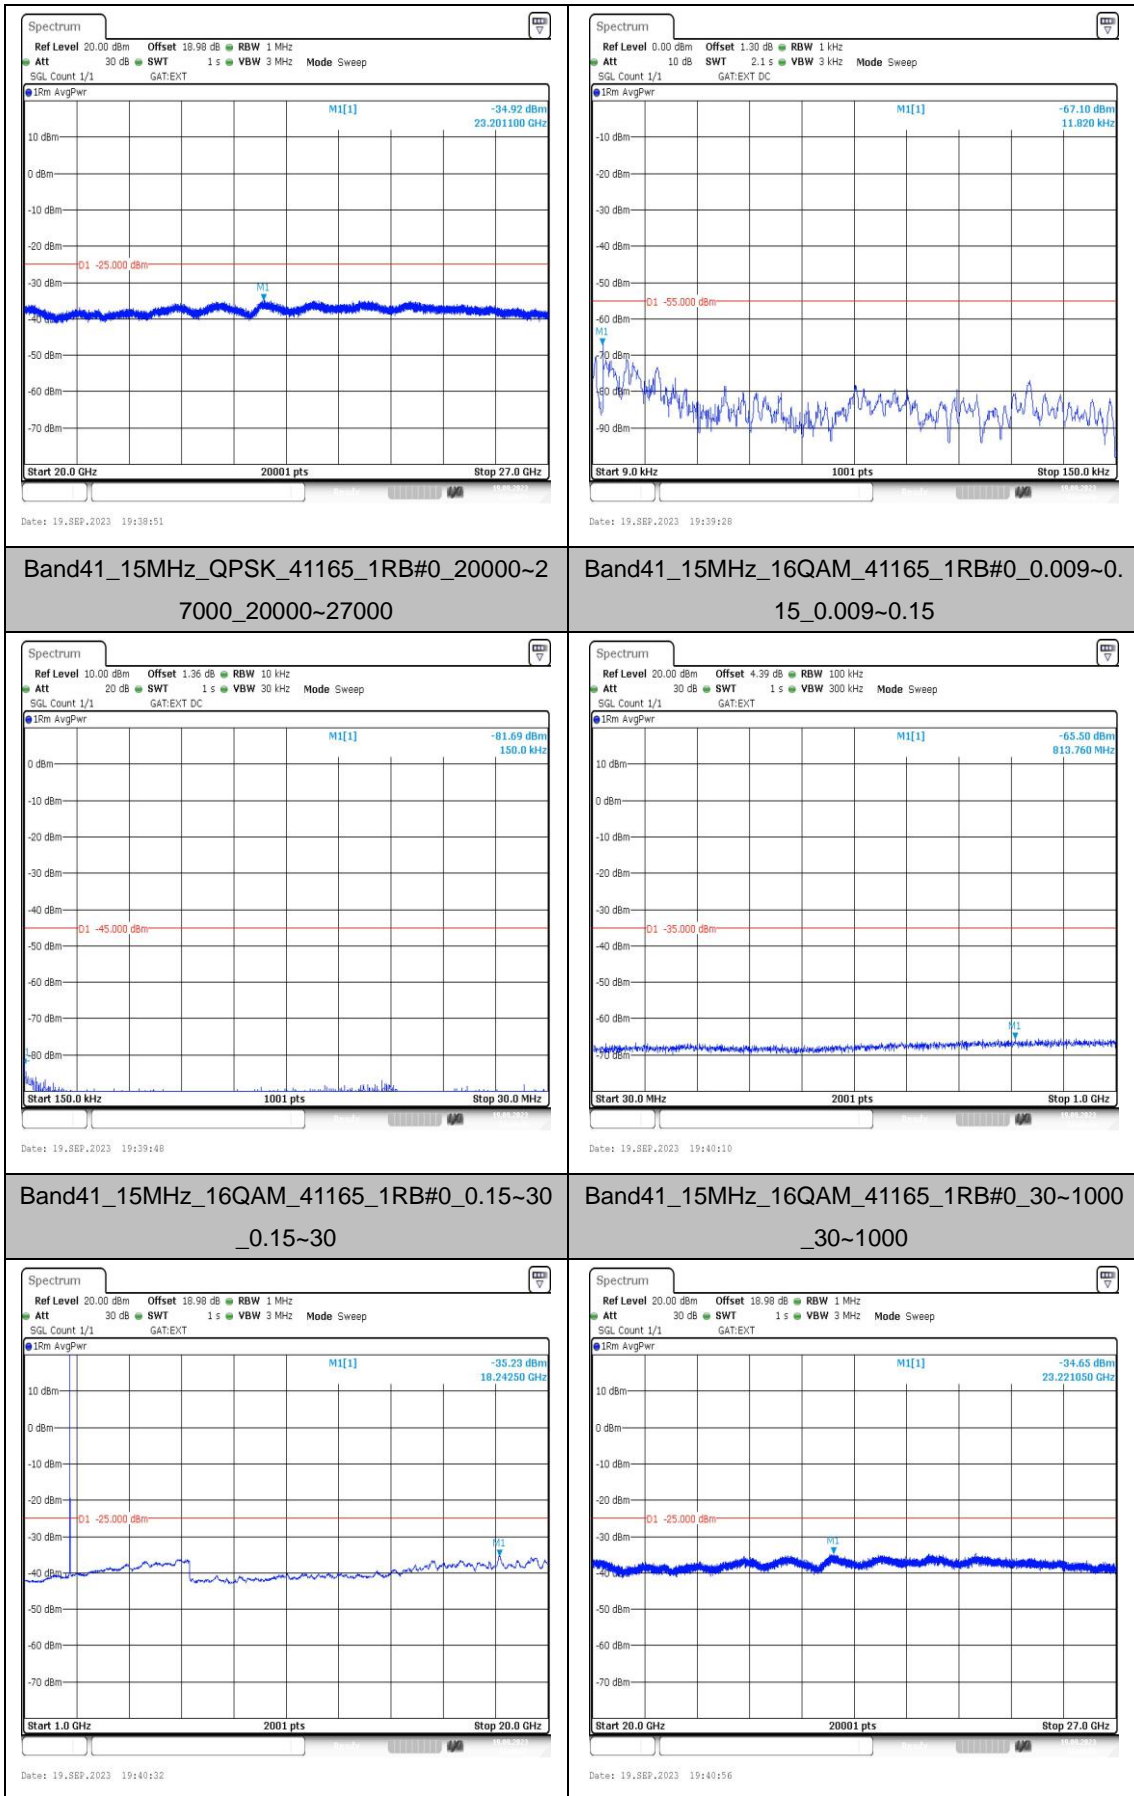 Spectrum
Ref Level 20.00 dBm Offset 18.98 dB RBW 1 MHz
Att 30 dB SWT 1 s VBW 3 MHz Mode Sweep
SGL Count 1/1 GAT:EXT
1Rm AvgPwr
M1[1] -34.92 dBm
23.201100 GHz
10 dBm
0 dBm
-10 dBm
-20 dBm
D1 -25.000 dBm
-30 dBm
M1
-40 dBm
-50 dBm
-60 dBm
-70 dBm
Start 20.0 GHz 20001 pts Stop 27.0 GHz
Date: 19.SEP.2023 19:38:51
Spectrum
Ref Level 0.00 dBm Offset 1.30 dB RBW 1 kHz
Att 10 dB SWT 2.1 s VBW 3 kHz Mode Sweep
SGL Count 1/1 GAT:EXT DC
1Rm AvgPwr
M1[1] -67.10 dBm
11.820 kHz
-10 dBm
-20 dBm
-30 dBm
-40 dBm
-50 dBm
D1 -55.000 dBm
-60 dBm
M1
-70 dBm
-80 dBm
-90 dBm
Start 9.0 kHz 1001 pts Stop 150.0 kHz
Date: 19.SEP.2023 19:39:28
Band41_15MHz_QPSK_41165_1RB#0_20000~2
7000_20000~27000
Band41_15MHz_16QAM_41165_1RB#0_0.009~0.
15_0.009~0.15
Spectrum
Ref Level 10.00 dBm Offset 1.36 dB RBW 10 kHz
Att 20 dB SWT 1 s VBW 30 kHz Mode Sweep
SGL Count 1/1 GAT:EXT DC
1Rm AvgPwr
M1[1] -81.69 dBm
150.0 kHz
0 dBm
-10 dBm
-20 dBm
-30 dBm
-40 dBm
D1 -45.000 dBm
-50 dBm
-60 dBm
-70 dBm
-80 dBm
Start 150.0 kHz 1001 pts Stop 30.0 MHz
Date: 19.SEP.2023 19:39:48
Spectrum
Ref Level 20.00 dBm Offset 4.39 dB RBW 100 kHz
Att 30 dB SWT 1 s VBW 300 kHz Mode Sweep
SGL Count 1/1 GAT:EXT
1Rm AvgPwr
M1[1] -65.50 dBm
813.760 MHz
10 dBm
0 dBm
-10 dBm
-20 dBm
-30 dBm
D1 -35.000 dBm
-40 dBm
-50 dBm
-60 dBm
M1
-70 dBm
Start 30.0 MHz 2001 pts Stop 1.0 GHz
Date: 19.SEP.2023 19:40:10
Band41_15MHz_16QAM_41165_1RB#0_0.15~30
_0.15~30
Band41_15MHz_16QAM_41165_1RB#0_30~1000
_30~1000
Spectrum
Ref Level 20.00 dBm Offset 18.98 dB RBW 1 MHz
Att 30 dB SWT 1 s VBW 3 MHz Mode Sweep
SGL Count 1/1 GAT:EXT
1Rm AvgPwr
M1[1] -35.23 dBm
18.24250 GHz
10 dBm
0 dBm
-10 dBm
-20 dBm
D1 -25.000 dBm
-30 dBm
M1
-40 dBm
-50 dBm
-60 dBm
-70 dBm
Start 1.0 GHz 2001 pts Stop 20.0 GHz
Date: 19.SEP.2023 19:40:32
Spectrum
Ref Level 20.00 dBm Offset 18.98 dB RBW 1 MHz
Att 30 dB SWT 1 s VBW 3 MHz Mode Sweep
SGL Count 1/1 GAT:EXT
1Rm AvgPwr
M1[1] -34.65 dBm
23.221050 GHz
10 dBm
0 dBm
-10 dBm
-20 dBm
D1 -25.000 dBm
-30 dBm
M1
-40 dBm
-50 dBm
-60 dBm
-70 dBm
Start 20.0 GHz 20001 pts Stop 27.0 GHz
Date: 19.SEP.2023 19:40:56